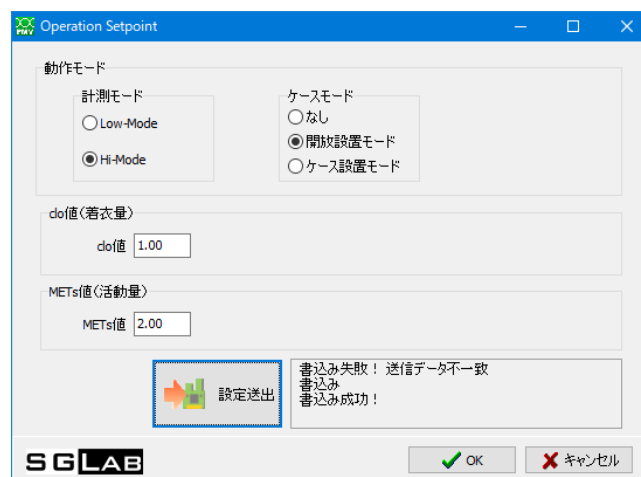 PMV Operation Setpoint
動作モード
計測モード
Low-Mode
Hi-Mode
ケースモード
なし
開放設置モード
ケース設置モード
clo値(着衣量)
clo値 1.00
METs値(活動量)
METs値 2.00
設定送出
書込み失敗！ 送信データ不一致
書込み
書込み成功！
SGLAB
OK
キャンセル